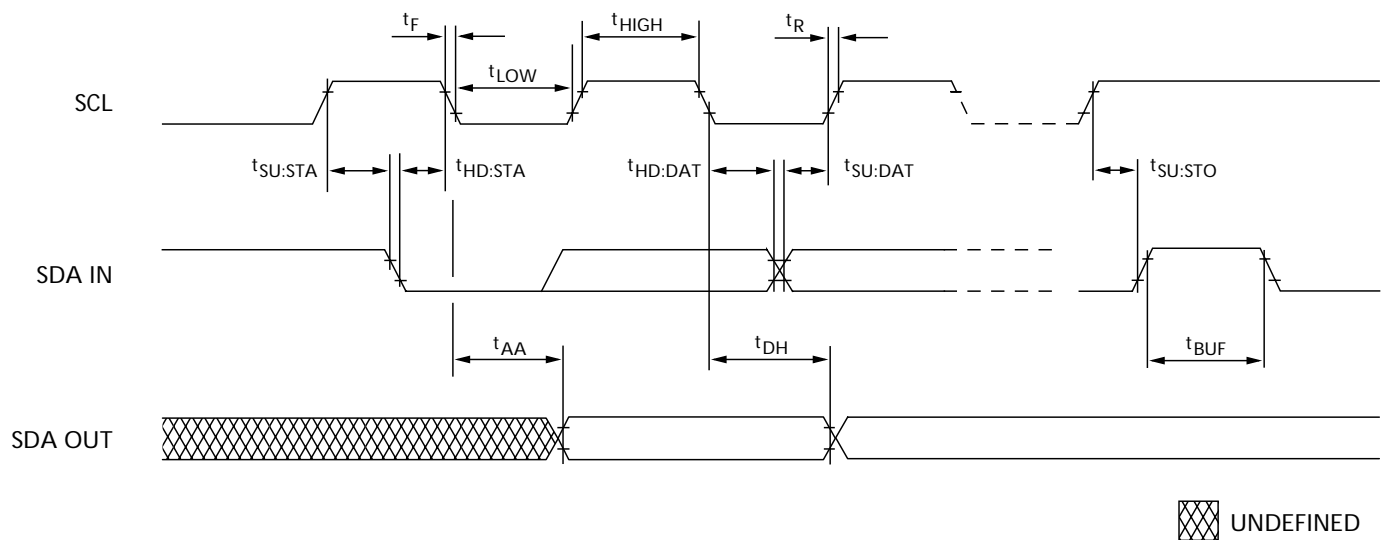 tF
tHIGH
tR
tLOW
SCL
tSU:STA
tHD:STA
tHD:DAT
tSU:DAT
tSU:STO
SDA IN
tAA
tDH
tBUF
SDA OUT
UNDEFINED